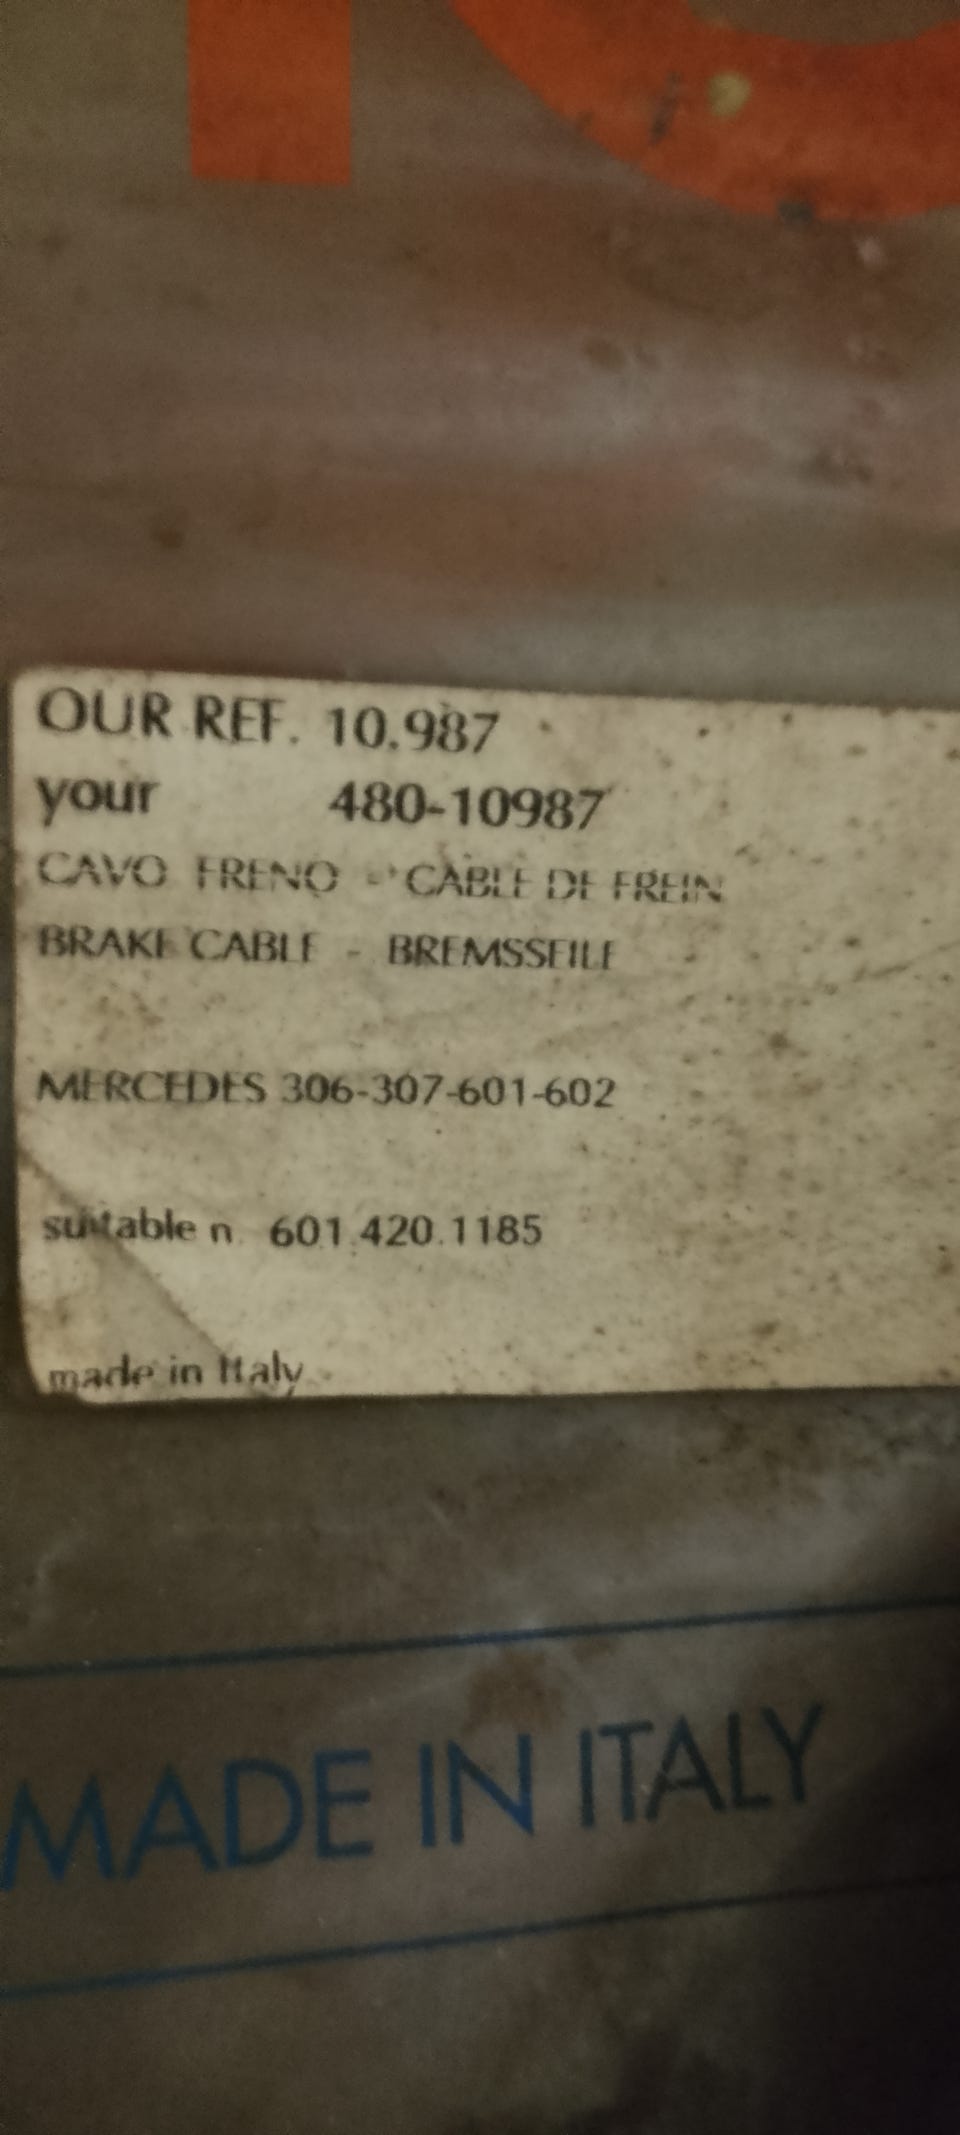 OUR REF. 10.987
your 480-10987
CAVO FRENO - CABLE DE FREIN
BRAKE CABLE - BREMSSEILE
MERCEDES 306-307-601-602
suitable n. 601.420.1185
made in Italy
MADE IN ITALY